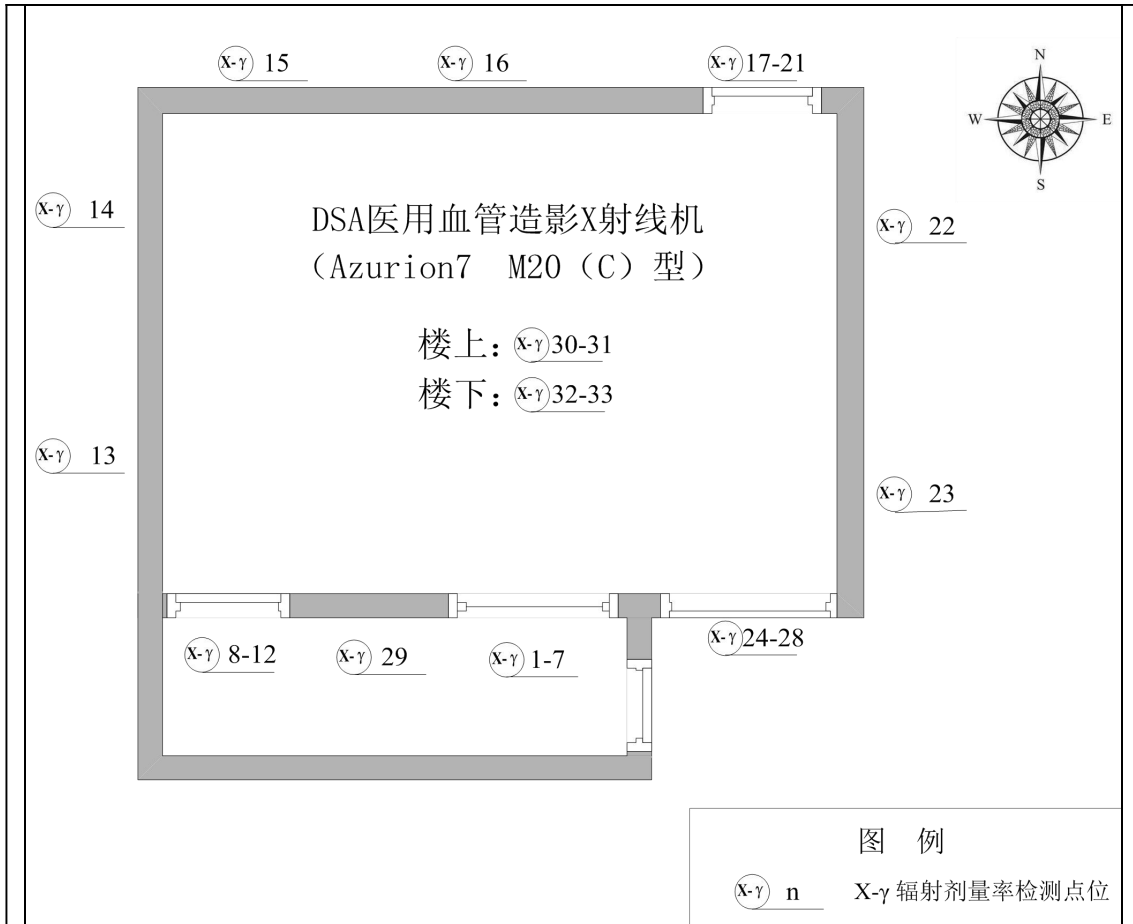 X-γ 15
X-γ 16
X-γ 17-21
N
W
E
S
X-γ 14
X-γ 22
DSA医用血管造影X射线机
（Azurion7 M20（C）型）
楼上：X-γ 30-31
楼下：X-γ 32-33
X-γ 13
X-γ 23
X-γ 8-12
X-γ 29
X-γ 1-7
X-γ 24-28
图 例
X-γ n X-γ 辐射剂量率检测点位